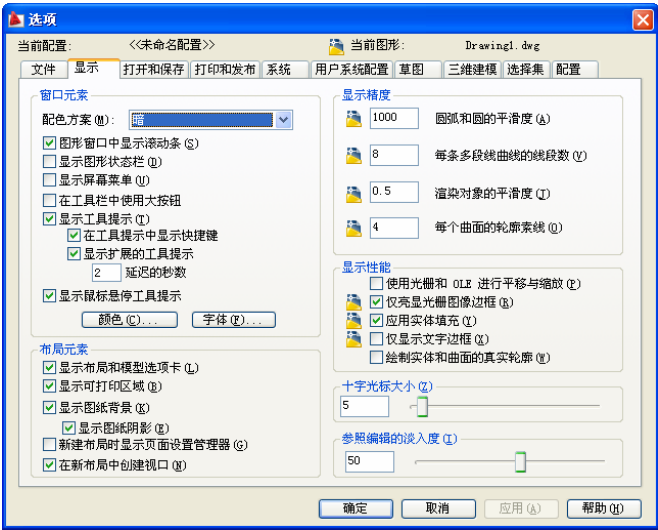 选项
当前配置: <<未命名配置>> 当前图形: Drawing1.dwg
文件 显示 打开和保存 打印和发布 系统 用户系统配置 草图 三维建模 选择集 配置
窗口元素
配色方案(M): 暗
图形窗口中显示滚动条(S)
显示图形状态栏(D)
显示屏幕菜单(U)
在工具栏中使用大按钮
显示工具提示(T)
在工具提示中显示快捷键
显示扩展的工具提示
2 延迟的秒数
显示鼠标悬停工具提示
颜色(C)... 字体(F)...
布局元素
显示布局和模型选项卡(L)
显示可打印区域(B)
显示图纸背景(K)
显示图纸阴影(E)
新建布局时显示页面设置管理器(G)
在新布局中创建视口(N)
显示精度
1000 圆弧和圆的平滑度(A)
8 每条多段线曲线的线段数(V)
0.5 渲染对象的平滑度(J)
4 每个曲面的轮廓素线(O)
显示性能
使用光栅和 OLE 进行平移与缩放(P)
仅亮显光栅图像边框(R)
应用实体填充(Y)
仅显示文字边框(X)
绘制实体和曲面的真实轮廓(W)
十字光标大小(Z)
5
参照编辑的淡入度(I)
50
确定 取消 应用(A) 帮助(H)